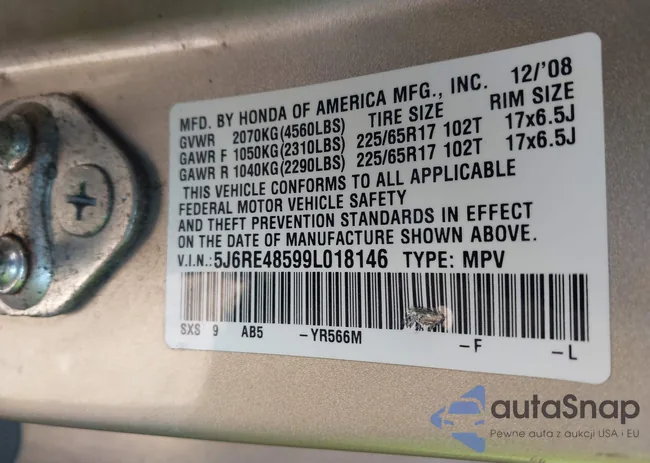 MFD. BY HONDA OF AMERICA MFG., INC. 12/'08
GVWR 2070KG(4560LBS) TIRE SIZE RIM SIZE
GAWR F 1050KG(2310LBS) 225/65R17 102T 17x6.5J
GAWR R 1040KG(2290LBS) 225/65R17 102T 17x6.5J
THIS VEHICLE CONFORMS TO ALL APPLICABLE
FEDERAL MOTOR VEHICLE SAFETY
AND THEFT PREVENTION STANDARDS IN EFFECT
ON THE DATE OF MANUFACTURE SHOWN ABOVE.
V.I.N.:5J6RE48599L018146 TYPE: MPV
SXS 9 AB5 -YR566M -F -L
autaSnap
Pewne auta z aukcji USA i EU